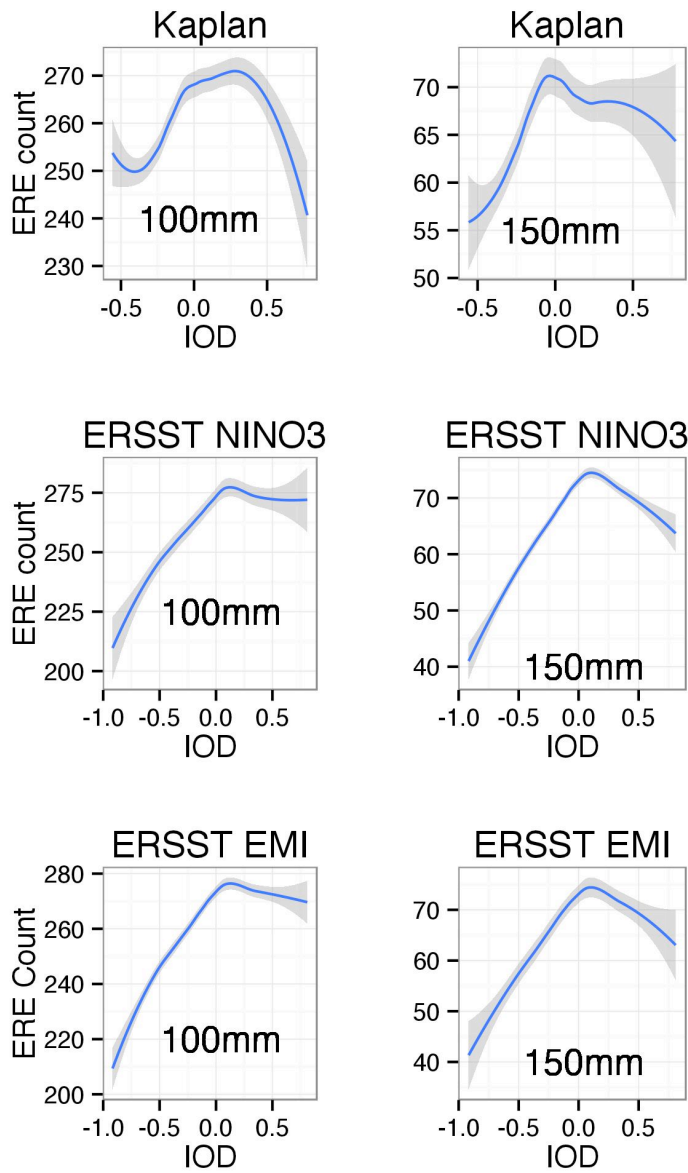 Kaplan
ERE count
270
260
250
240
230
100mm
-0.5 0.0 0.5
IOD
Kaplan
70
65
60
55
50
150mm
-0.5 0.0 0.5
IOD
ERSST NINO3
ERE count
275
250
225
200
100mm
-1.0 -0.5 0.0 0.5
IOD
ERSST NINO3
70
60
50
40
150mm
-1.0 -0.5 0.0 0.5
IOD
ERSST EMI
ERE Count
280
260
240
220
200
100mm
-1.0 -0.5 0.0 0.5
IOD
ERSST EMI
70
60
50
40
150mm
-1.0 -0.5 0.0 0.5
IOD